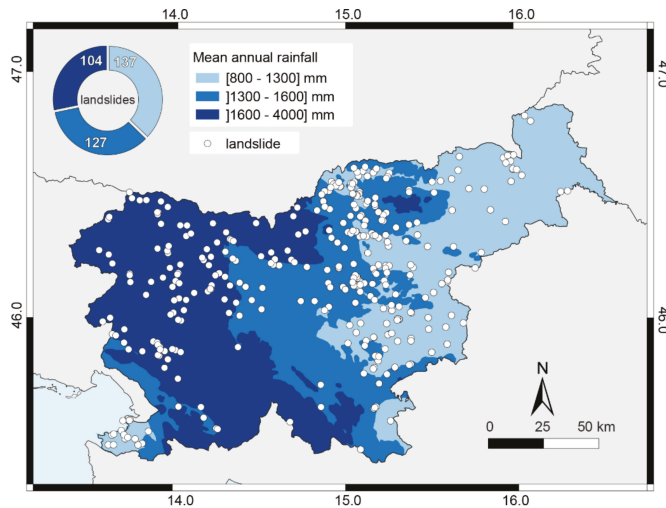 14.0 15.0 16.0
47.0 47.0
104 137
landslides
127
Mean annual rainfall
[800 - 1300] mm
]1300 - 1600] mm
]1600 - 4000] mm
landslide
46.0 46.0
N
0 25 50 km
14.0 15.0 16.0